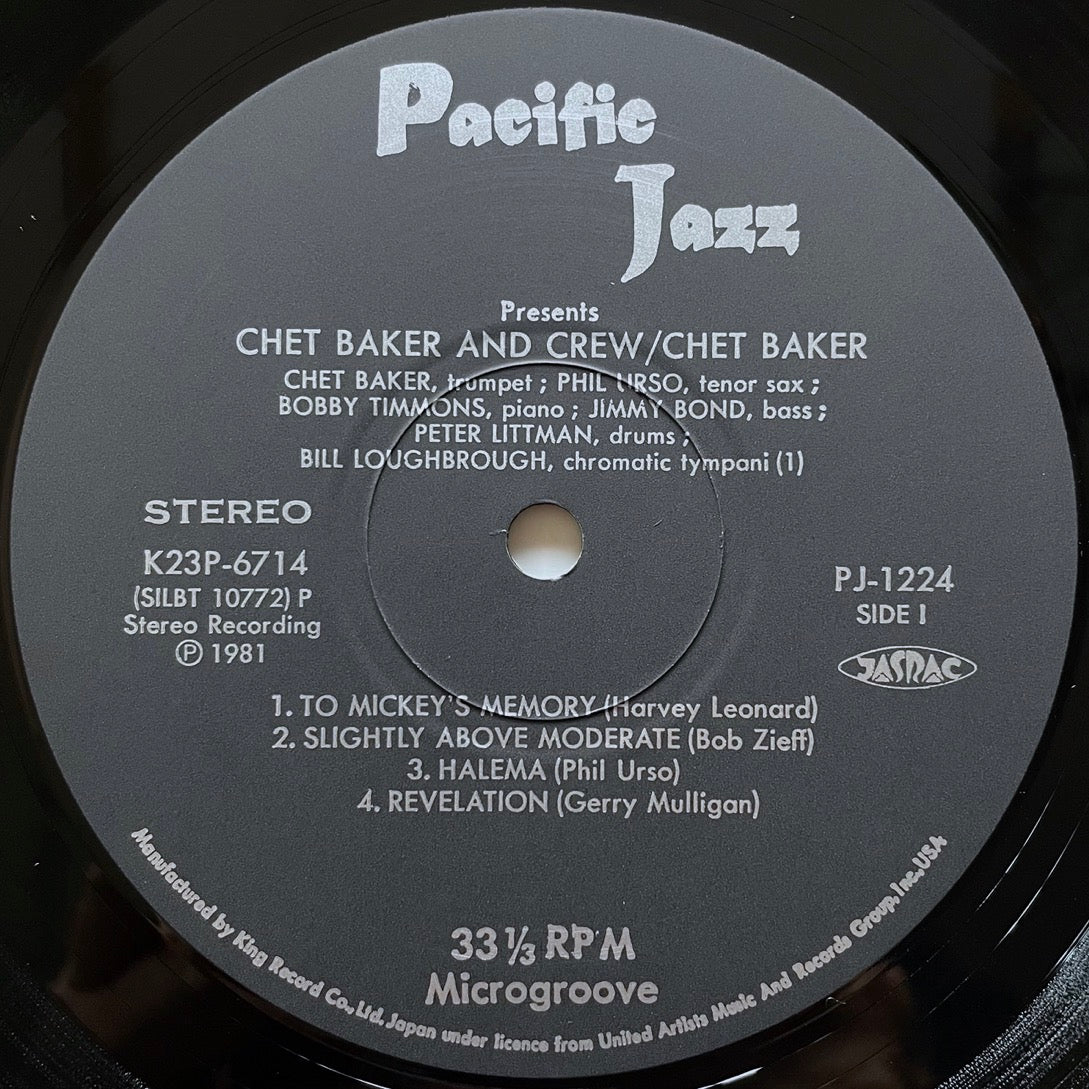 Pacific
Jazz
Presents
CHET BAKER AND CREW/CHET BAKER
CHET BAKER, trumpet ; PHIL URSO, tenor sax ;
BOBBY TIMMONS, piano ; JIMMY BOND, bass ;
PETER LITTMAN, drums ;
BILL LOUGHBROUGH, chromatic tympani (1)
STEREO
K23P-6714
(SILBT 10772) P
Stereo Recording
℗ 1981
PJ-1224
SIDE 1
JASRAC
1. TO MICKEY'S MEMORY (Harvey Leonard)
2. SLIGHTLY ABOVE MODERATE (Bob Zieff)
3. HALEMA (Phil Urso)
4. REVELATION (Gerry Mulligan)
33 ⅓ RPM
Microgroove
Manufactured by King Record Co., Ltd. Japan under licence from United Artists Music And Records Group, Inc., USA